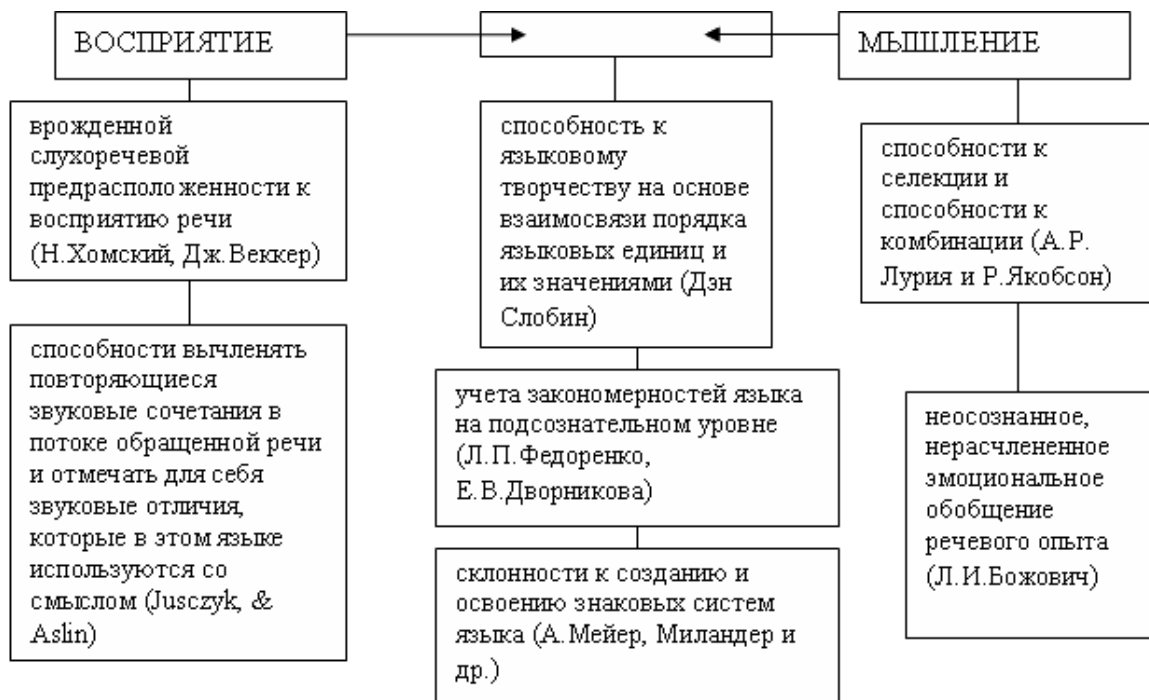 ВОСПРИЯТИЕ
врожденной
слухоречевой
предрасположенности к
восприятию речи
(Н.Хомский, Дж.Веккер)
способности вычленять
повторяющиеся
звуковые сочетания в
потоке обращенной речи
и отмечать для себя
звуковые отличия,
которые в этом языке
используются со
смыслом (Jusczyk, &
Aslin)
способность к
языковому
творчеству на основе
взаимосвязи порядка
языковых единиц и
их значениями (Дэн
Слобин)
учета закономерностей языка
на подсознательном уровне
(Л.П.Федоренко,
Е.В.Дворникова)
склонности к созданию и
освоению знаковых систем
языка (А.Мейер, Миландер и
др.)
МЫШЛЕНИЕ
способности к
селекции и
способности к
комбинации (А.Р.
Лурия и Р.Якобсон)
неосознанное,
нерасчлененное
эмоциональное
обобщение
речевого опыта
(Л.И.Божович)